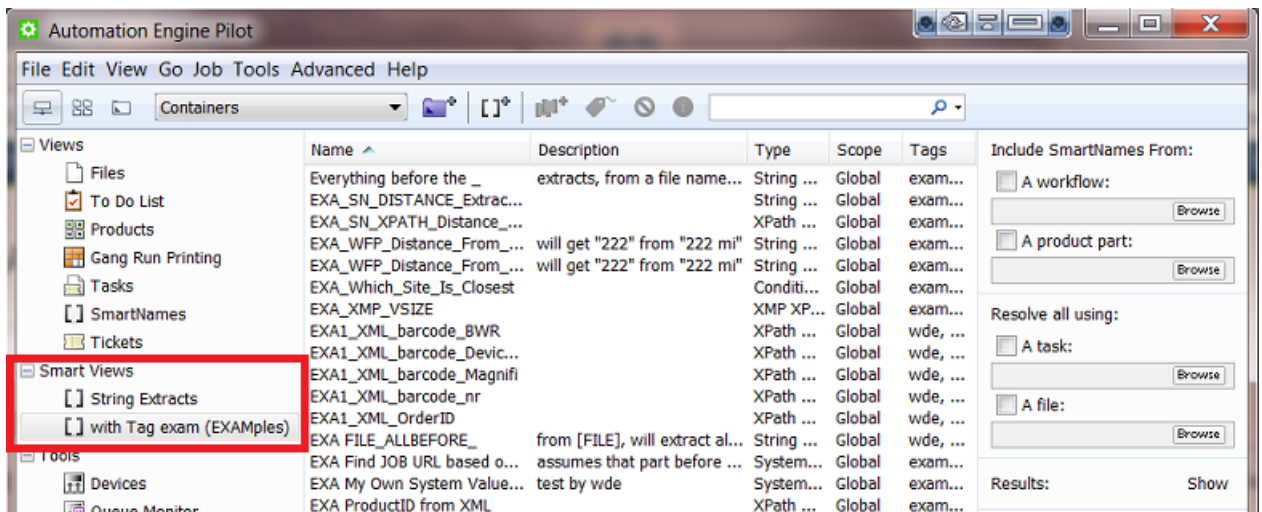 Automation Engine Pilot
File Edit View Go Job Tools Advanced Help
Containers
Views
Files
To Do List
Products
Gang Run Printing
Tasks
[ ] SmartNames
Tickets
Smart Views
[ ] String Extracts
[ ] with Tag exam (EXAMples)
Tools
Devices
Queue Monitor
Name Description Type Scope Tags
Everything before the _ extracts, from a file name... String ... Global exam...
EXA_SN_DISTANCE_Extrac... String ... Global exam...
EXA_SN_XPATH_Distance_... XPath ... Global exam...
EXA_WFP_Distance_From_... will get "222" from "222 mi" String ... Global exam...
EXA_WFP_Distance_From_... will get "222" from "222 mi" String ... Global exam...
EXA_Which_Site_Is_Closest Conditi... Global exam...
EXA_XMP_VSIZE XMP XP... Global exam...
EXA1_XML_barcode_BWR XPath ... Global wde, ...
EXA1_XML_barcode_Devic... XPath ... Global wde, ...
EXA1_XML_barcode_Magnifi XPath ... Global wde, ...
EXA1_XML_barcode_nr XPath ... Global wde, ...
EXA1_XML_OrderID XPath ... Global wde, ...
EXA FILE_ALLBEFORE_ from [FILE], will extract al... String ... Global wde, ...
EXA Find JOB URL based o... assumes that part before ... System... Global exam...
EXA My Own System Value... test by wde System... Global exam...
EXA ProductID from XML XPath ... Global exam...
Include SmartNames From:
A workflow:
Browse
A product part:
Browse
Resolve all using:
A task:
Browse
A file:
Browse
Results: Show